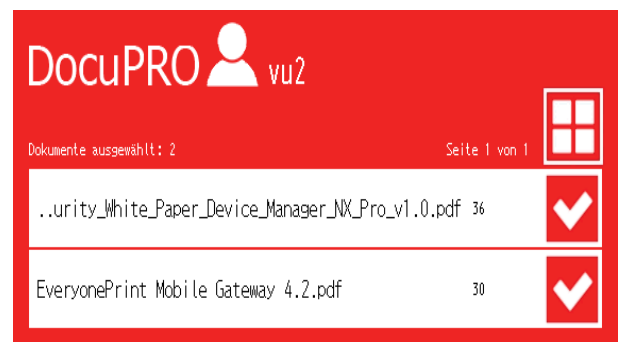 DocuPRO vu2
Dokumente ausgewählt: 2 Seite 1 von 1
..urity_White_Paper_Device_Manager_NX_Pro_v1.0.pdf 36
EveryonePrint Mobile Gateway 4.2.pdf 30